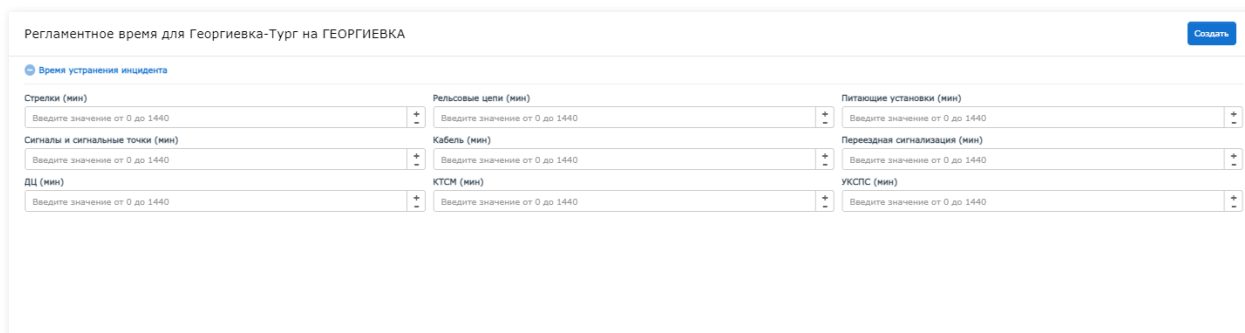 Регламентное время для Георгиевка-Тург на ГЕОРГИЕВКА
Создать
Время устранения инцидента
Стрелки (мин) Рельсовые цепи (мин) Питающие установки (мин)
Введите значение от 0 до 1440 Введите значение от 0 до 1440 Введите значение от 0 до 1440
Сигналы и сигнальные точки (мин) Кабель (мин) Переездная сигнализация (мин)
Введите значение от 0 до 1440 Введите значение от 0 до 1440 Введите значение от 0 до 1440
ДЦ (мин) КТСМ (мин) УКСПС (мин)
Введите значение от 0 до 1440 Введите значение от 0 до 1440 Введите значение от 0 до 1440